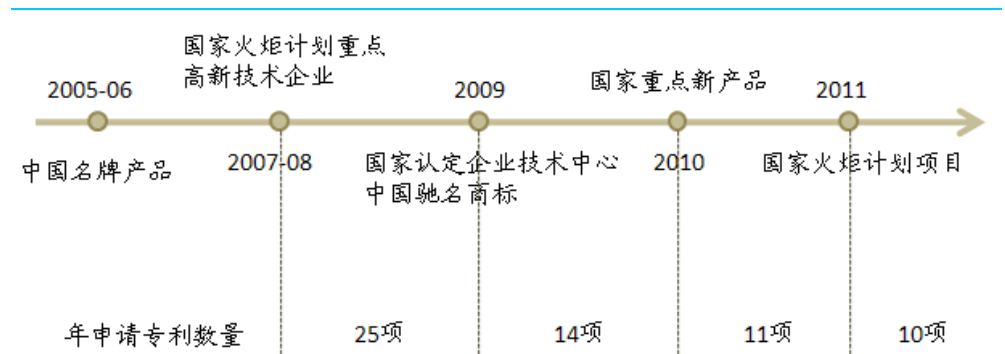 国家火炬计划重点
高新技术企业
2005-06
2009
国家重点新产品
2011
中国名牌产品
2007-08
国家认定企业技术中心
中国驰名商标
2010
国家火炬计划项目
年申请专利数量
25项
14项
11项
10项